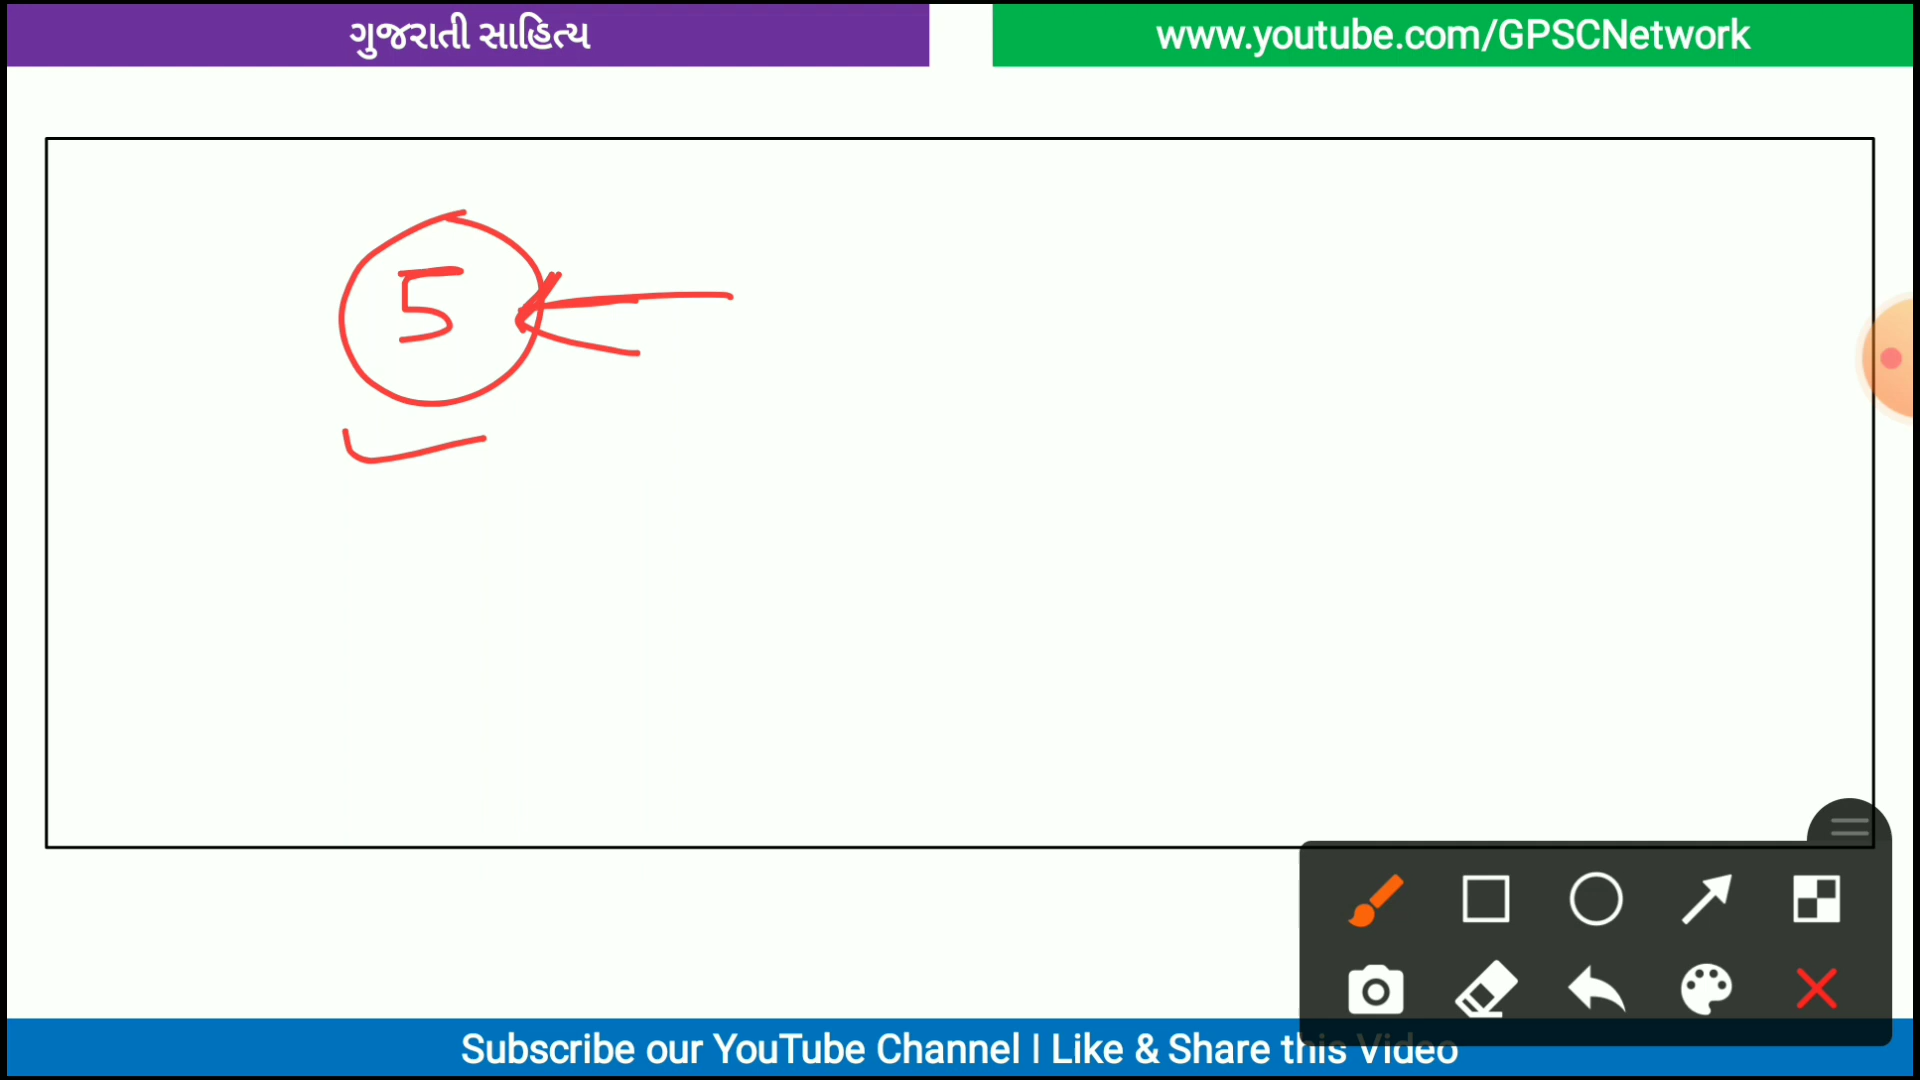 ગુજરાતી સાહિત્ય
www.youtube.com/GPSCNetwork
5
Subscribe our YouTube Channel | Like & Share this Video